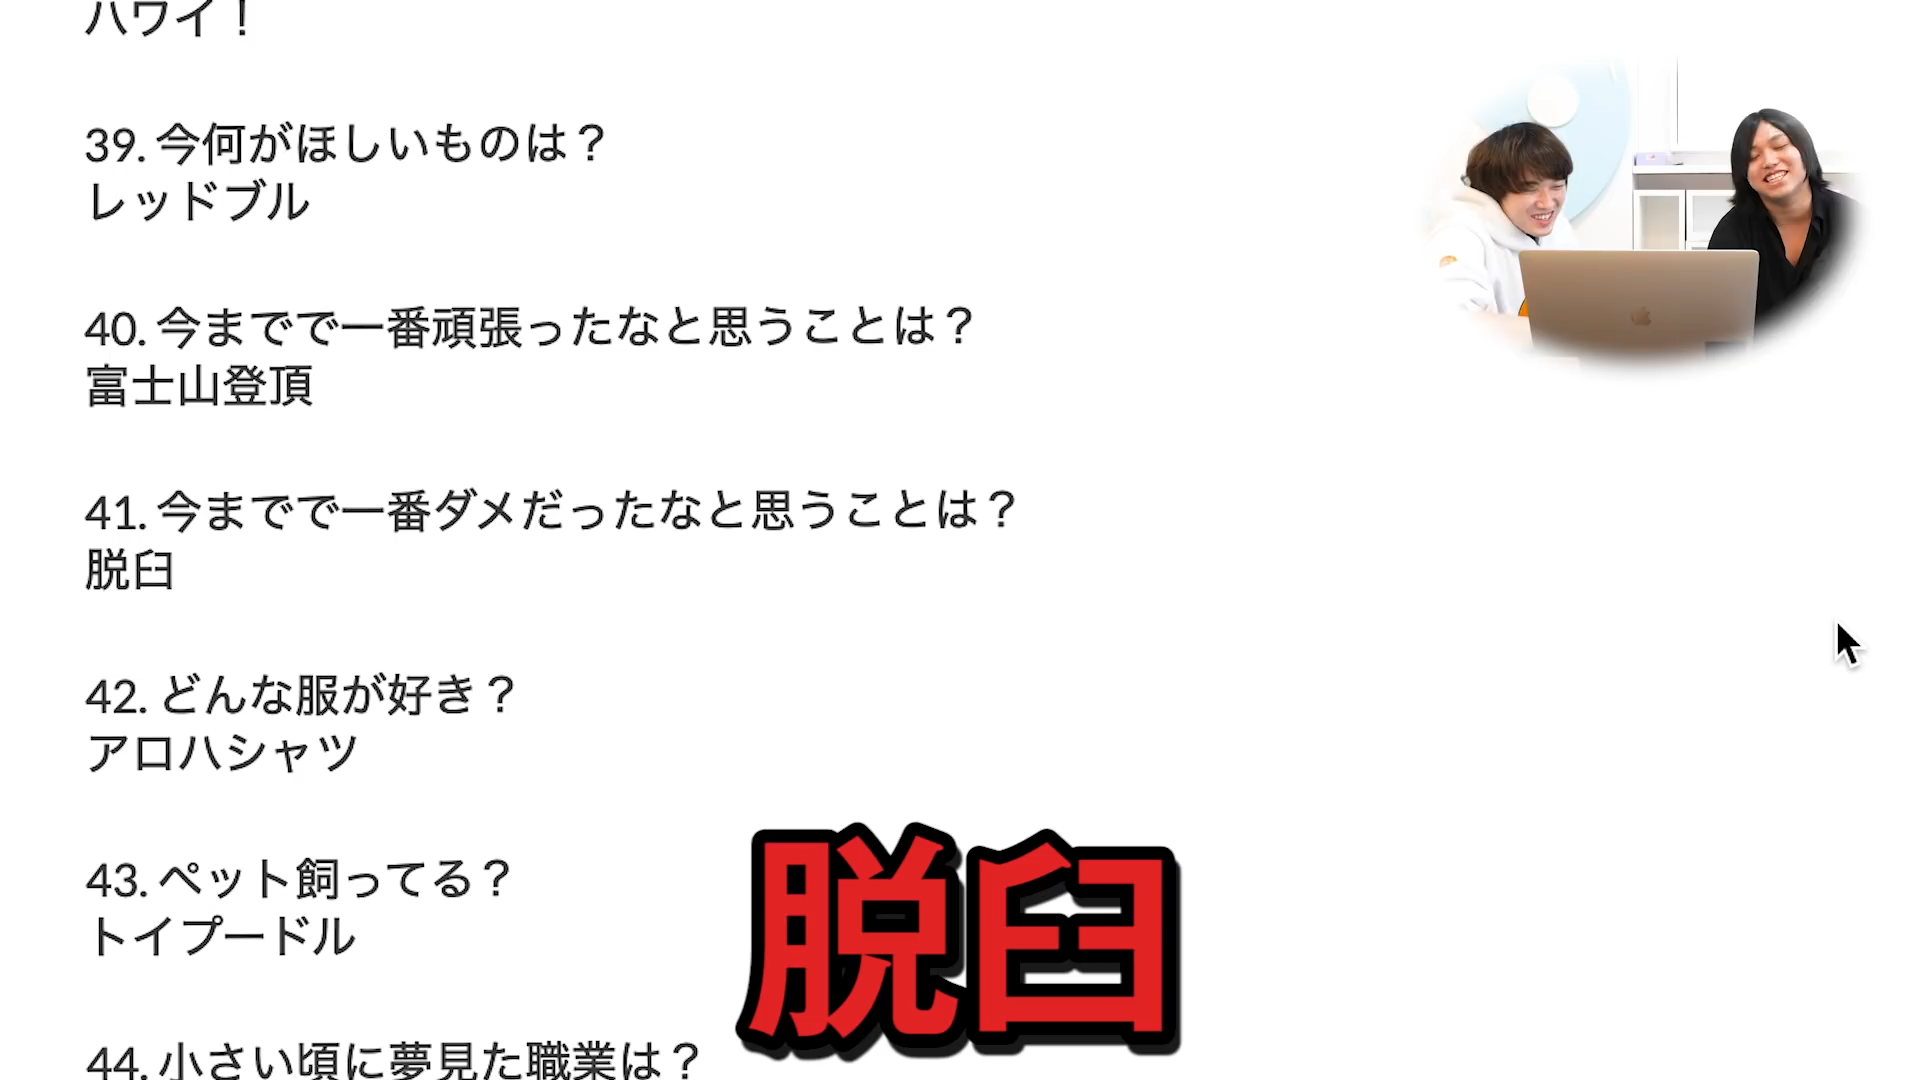 ハワイ！
39. 今何がほしいものは？
レッドブル
40. 今までで一番頑張ったなと思うことは？
富士山登頂
41. 今までで一番ダメだったなと思うことは？
脱臼
42. どんな服が好き？
アロハシャツ
43. ペット飼ってる？
トイプードル
脱臼
44. 小さい頃に夢見た職業は？